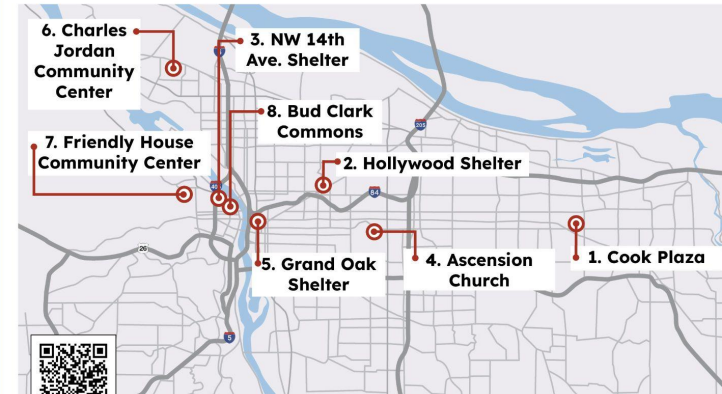 6. Charles
Jordan
Community
Center
3. NW 14th
Ave. Shelter
8. Bud Clark
Commons
7. Friendly House
Community Center
2. Hollywood Shelter
5. Grand Oak
Shelter
4. Ascension
Church
1. Cook Plaza
205
84
26
5